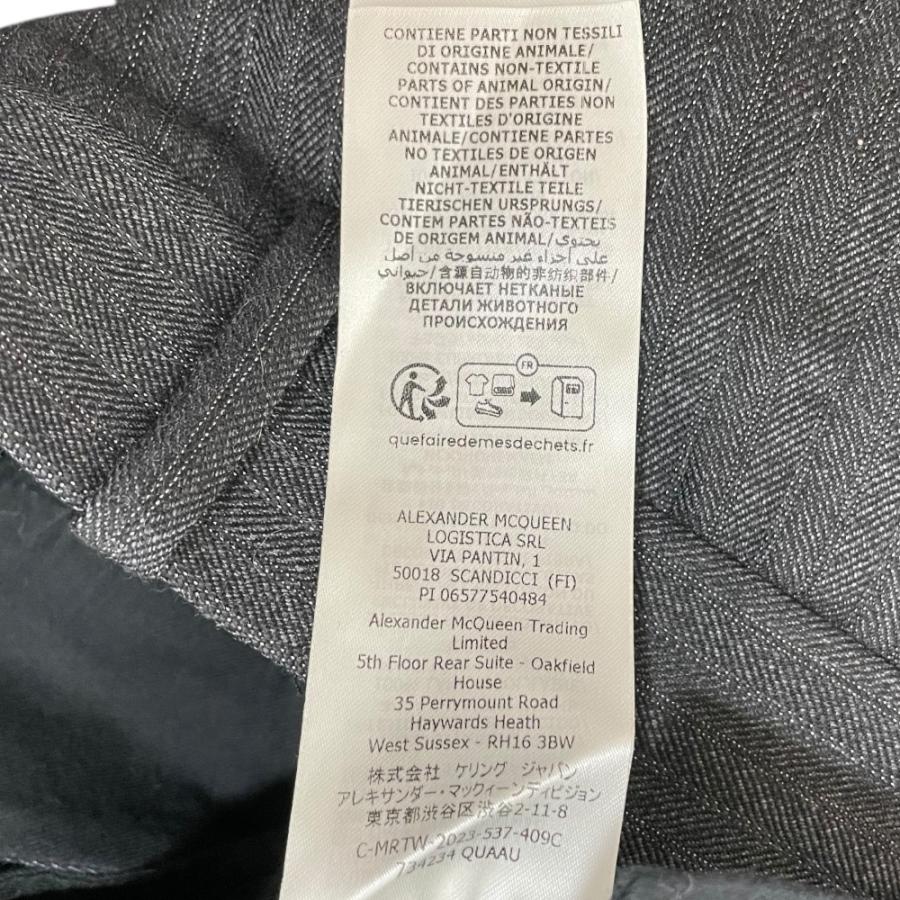 CONTIENE PARTI NON TESSILI
DI ORIGINE ANIMALE/
CONTAINS NON-TEXTILE
PARTS OF ANIMAL ORIGIN/
CONTIENT DES PARTIES NON
TEXTILES D'ORIGINE
ANIMALE/CONTIENE PARTES
NO TEXTILES DE ORIGEN
ANIMAL/ENTHÄLT
NICHT-TEXTILE TEILE
TIERISCHEN URSPRUNGS/
CONTEM PARTES NÃO-TEXTEIS
DE ORIGEM ANIMAL/يحتوي
على أجزاء غير منسوجة من أصل
حيواني/含源自动物的非纺织部件/
ВКЛЮЧАЕТ НЕТКАНЫЕ
ДЕТАЛИ ЖИВОТНОГО
ПРОИСХОЖДЕНИЯ
FR
quefairedemesdechets.fr
ALEXANDER MCQUEEN
LOGISTICA SRL
VIA PANTIN, 1
50018 SCANDICCI (FI)
PI 06577540484
Alexander McQueen Trading
Limited
5th Floor Rear Suite - Oakfield
House
35 Perrymount Road
Haywards Heath
West Sussex - RH16 3BW
株式会社 ケリング ジャパン
アレキサンダー・マックィーンディビジョン
東京都渋谷区渋谷2-11-8
C-MRTW-2023-537-409C
734234 QUAAU